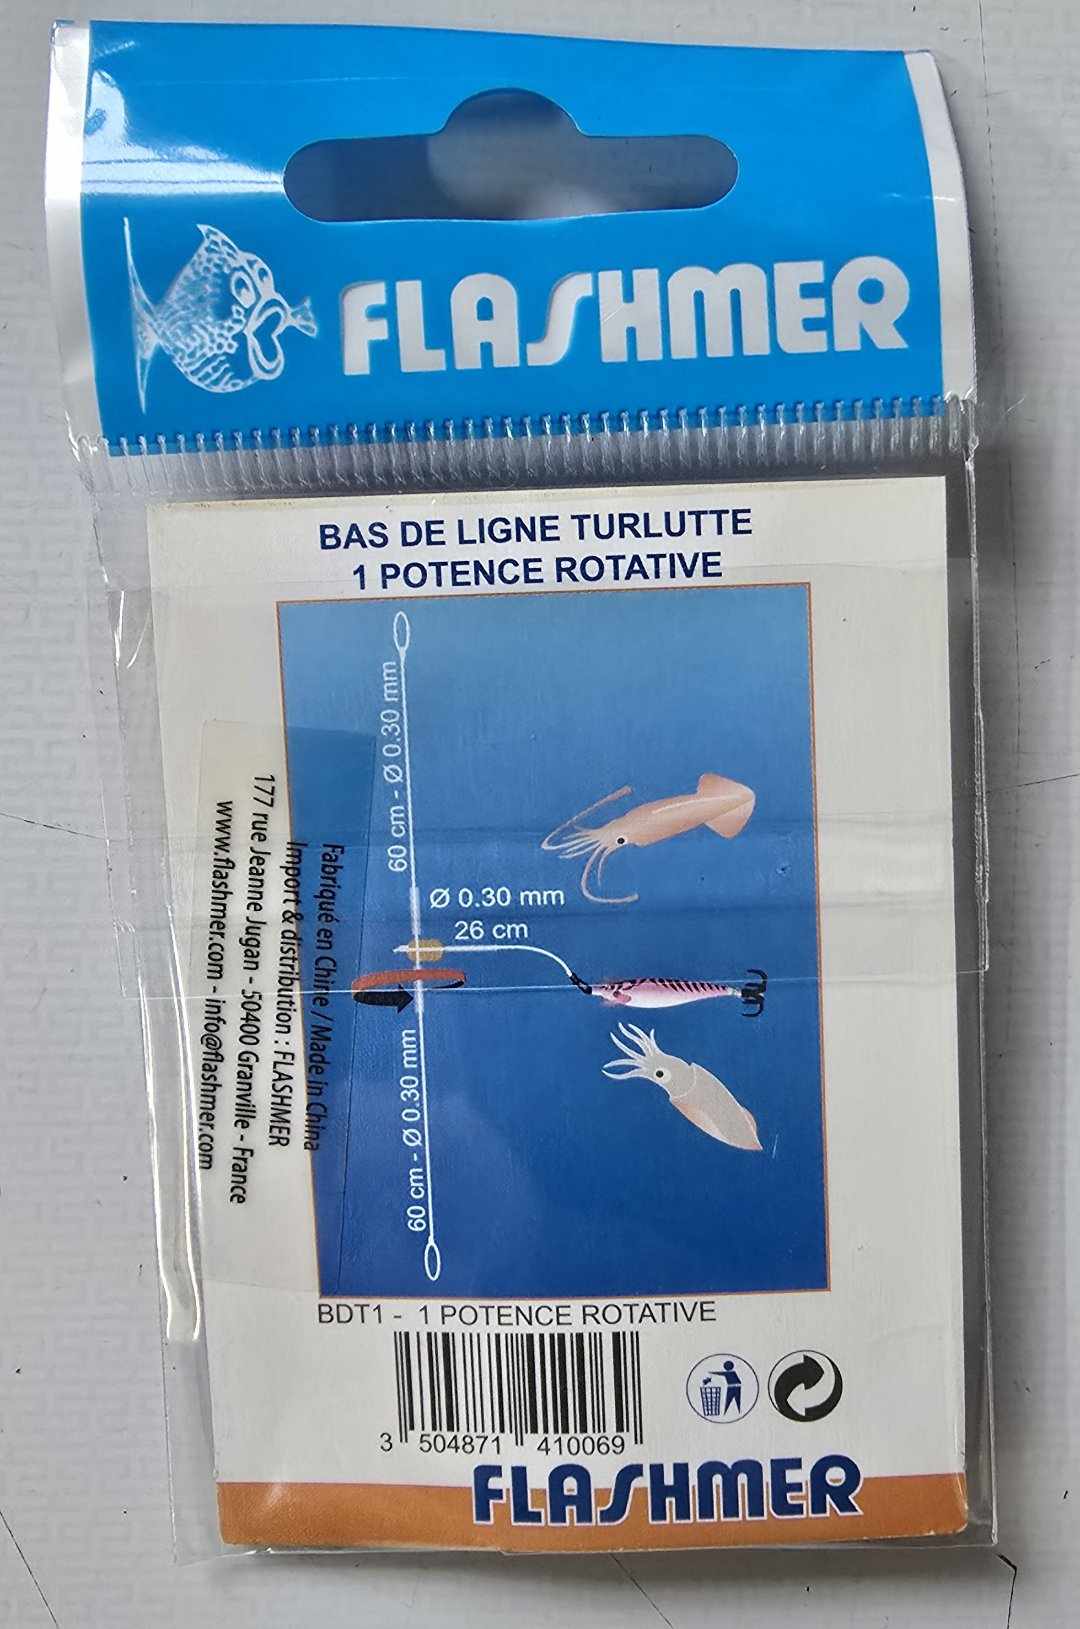 FLASHMER
BAS DE LIGNE TURLUTTE
1 POTENCE ROTATIVE
60 cm - Ø 0.30 mm
Ø 0.30 mm
26 cm
60 cm - Ø 0.30 mm
Fabriqué en Chine / Made in China
Import & distribution : FLASHMER
177 rue Jeanne Jugan - 50400 Granville - France
www.flashmer.com - info@flashmer.com
BDT1 - 1 POTENCE ROTATIVE
3 504871 410069
FLASHMER